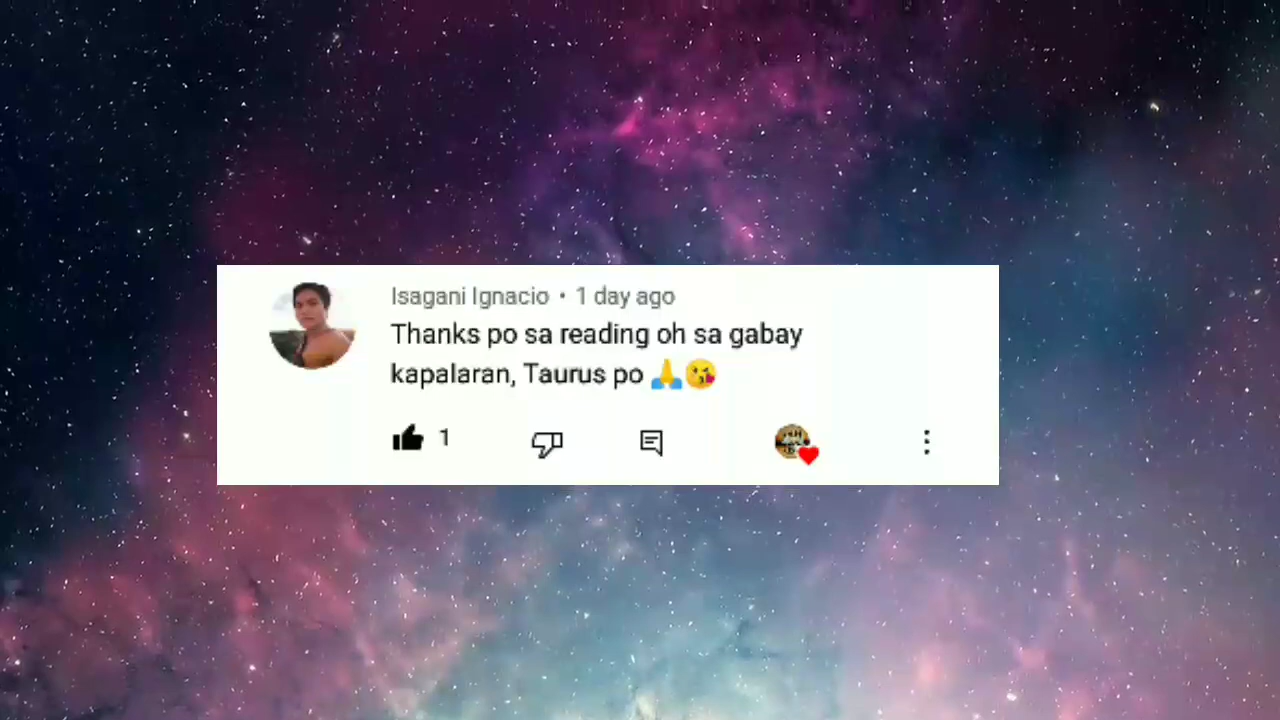 Isagani Ignacio • 1 day ago
Thanks po sa reading oh sa gabay
kapalaran, Taurus po 🙏😘
1